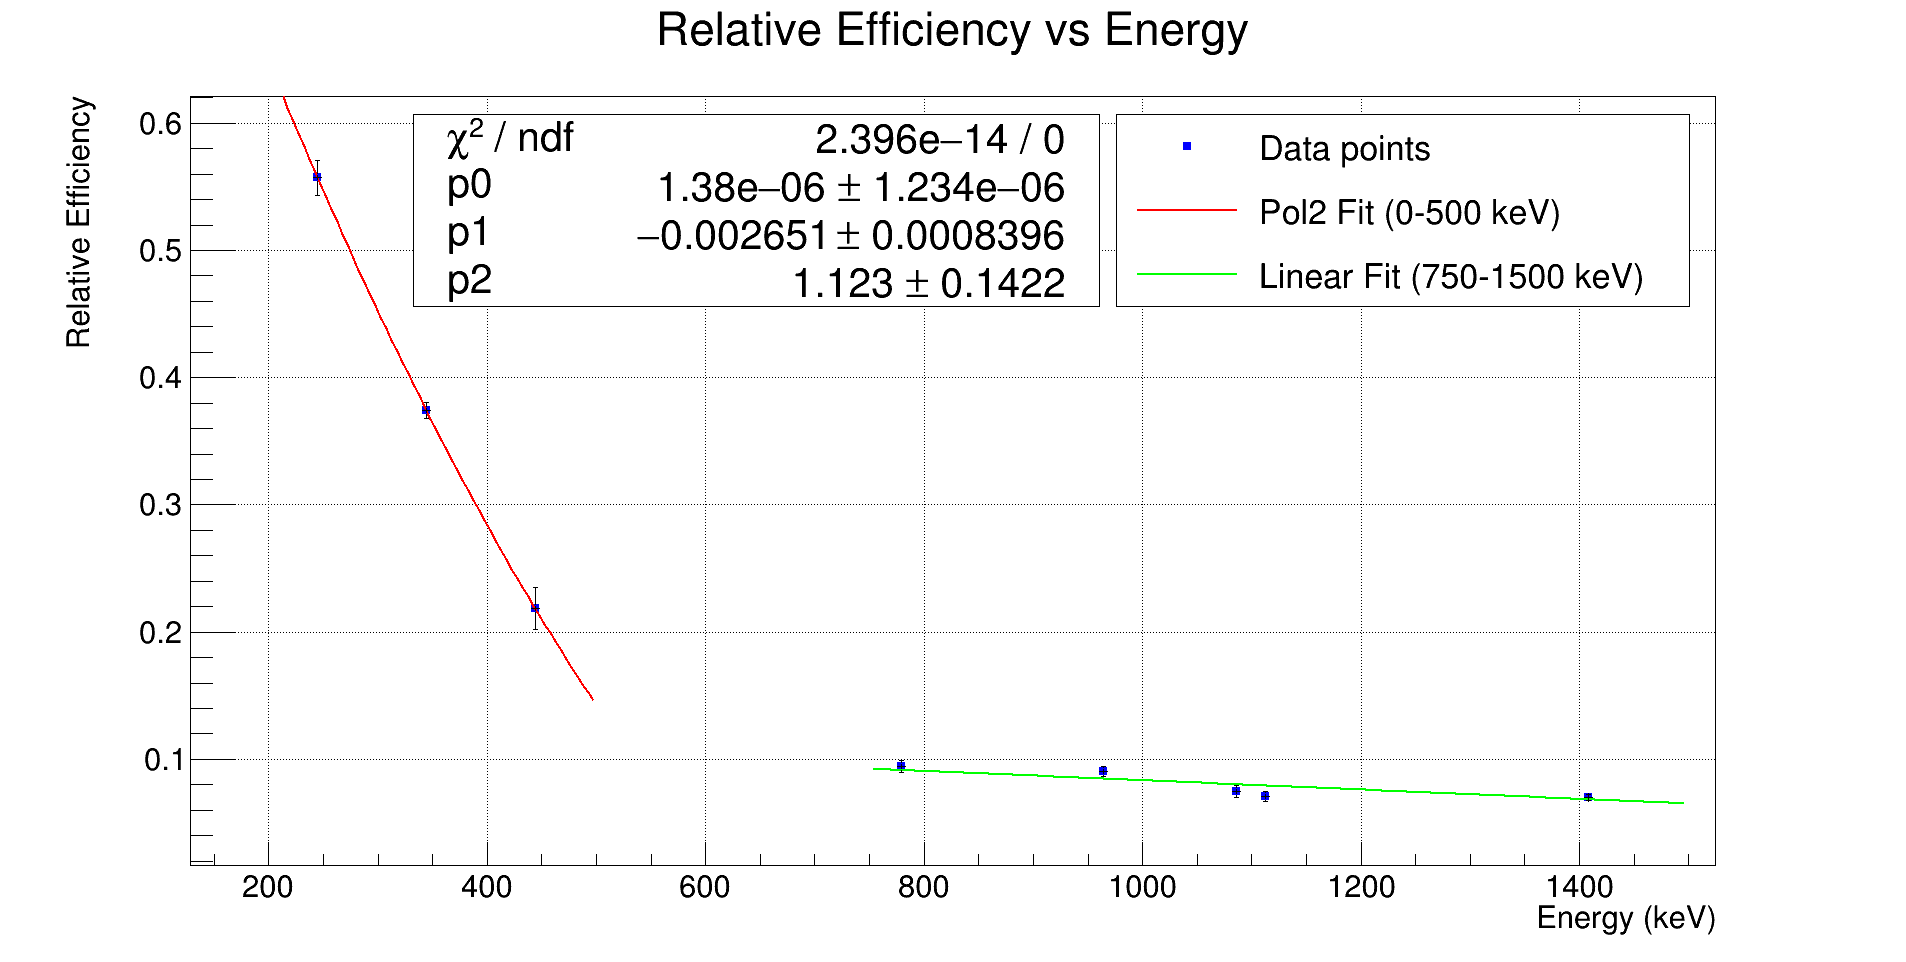 Relative Efficiency vs Energy
Relative Efficiency
0.6
0.5
0.4
0.3
0.2
0.1
χ² / ndf 2.396e−14 / 0
p0 1.38e−06 ± 1.234e−06
p1 −0.002651 ± 0.0008396
p2 1.123 ± 0.1422
Data points
Pol2 Fit (0-500 keV)
Linear Fit (750-1500 keV)
200 400 600 800 1000 1200 1400
Energy (keV)